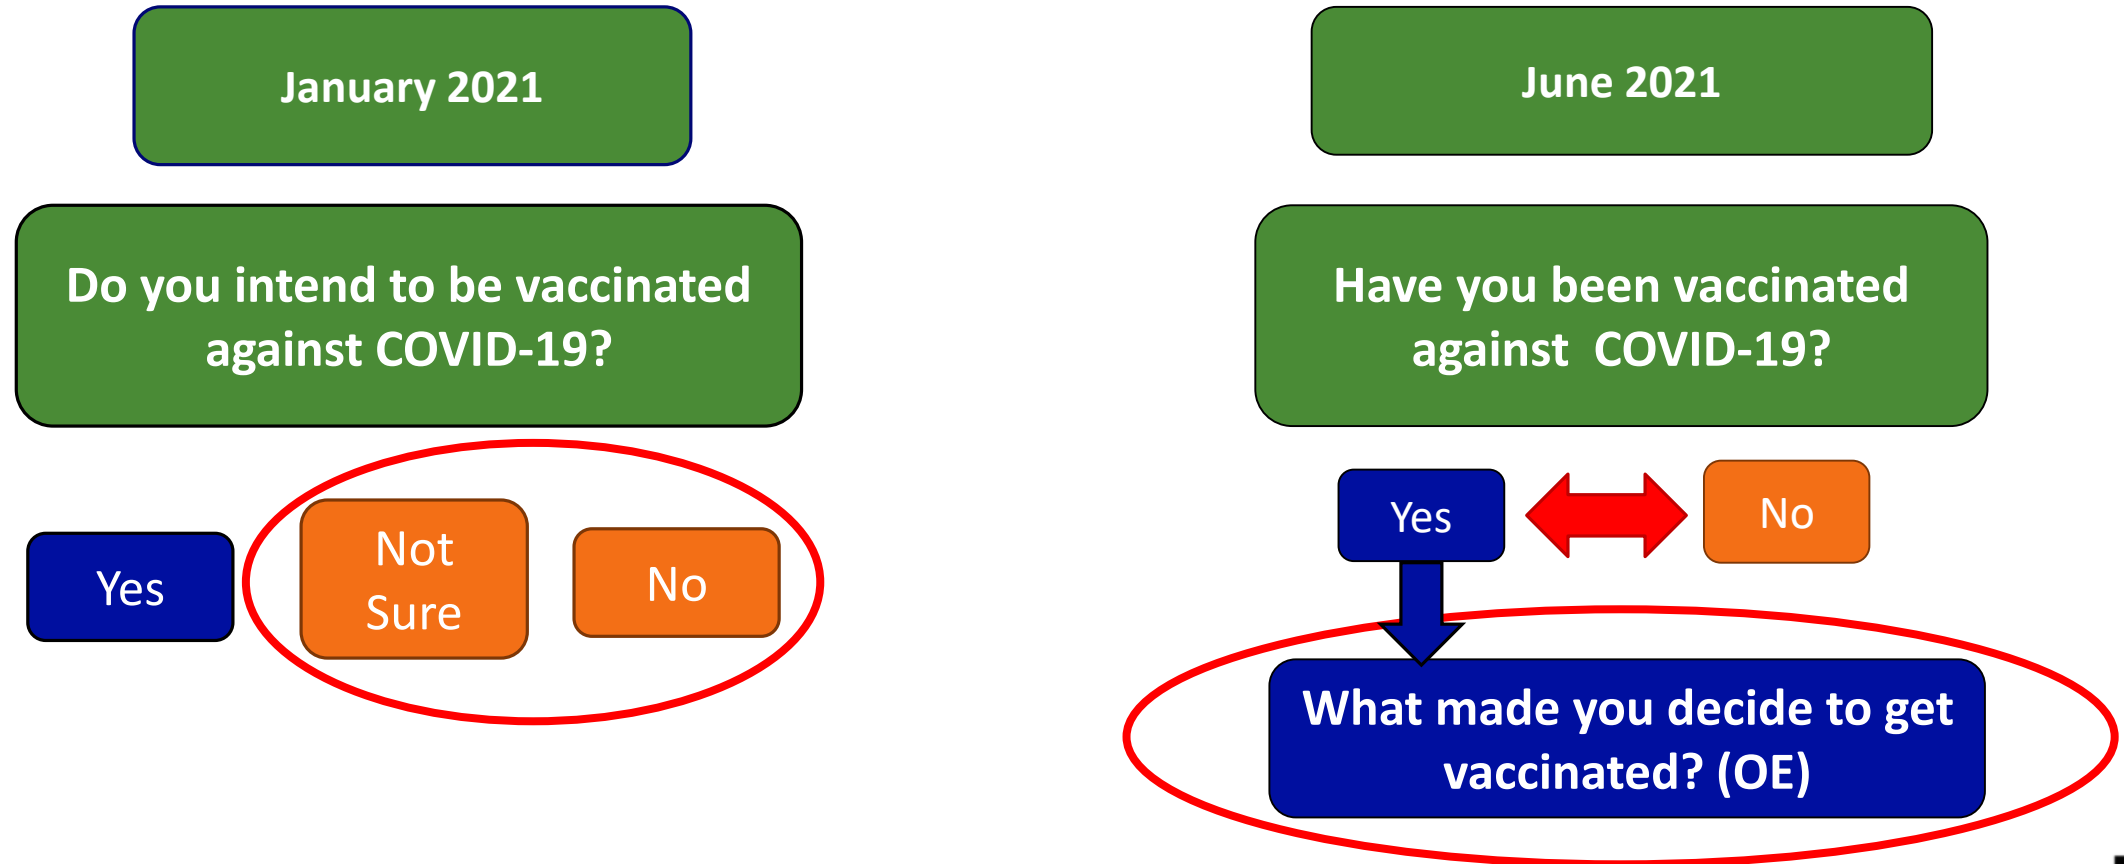 January 2021
Do you intend to be vaccinated
against COVID-19?
Yes
Not
Sure
No
June 2021
Have you been vaccinated
against  COVID-19?
Yes
No
What made you decide to get
vaccinated? (OE)